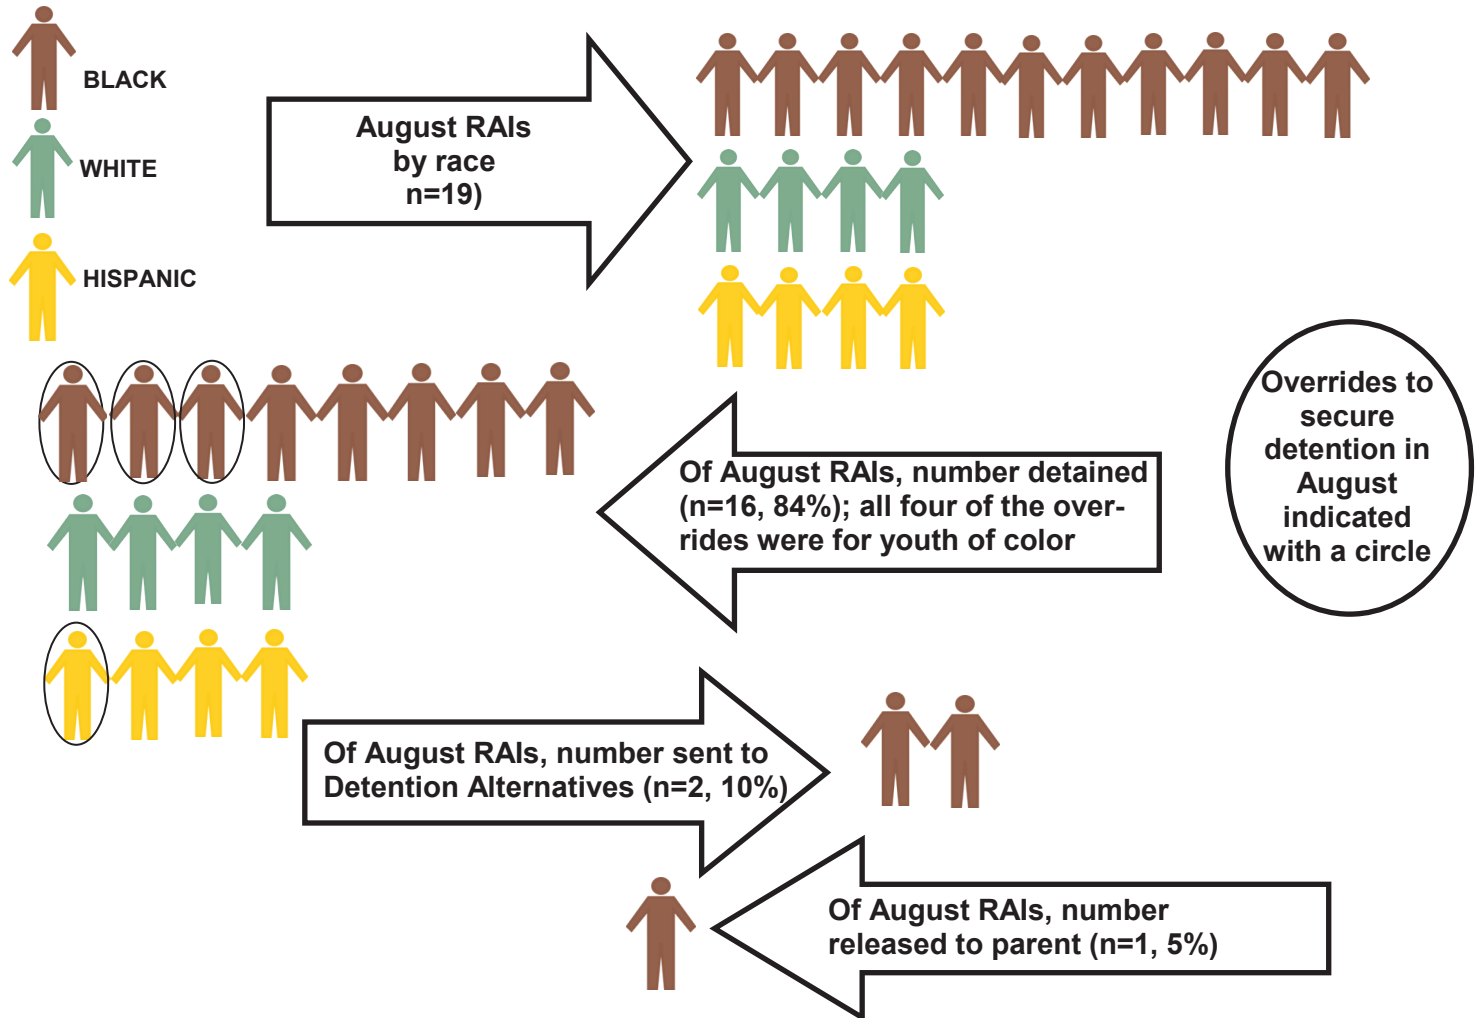 BLACK
WHITE
HISPANIC
August RAIs
by race
n=19)
Overrides to
secure
detention in
August
indicated
with a circle
Of August RAIs, number detained
(n=16, 84%); all four of the over-
rides were for youth of color
Of August RAIs, number sent to
Detention Alternatives (n=2, 10%)
Of August RAIs, number
released to parent (n=1, 5%)